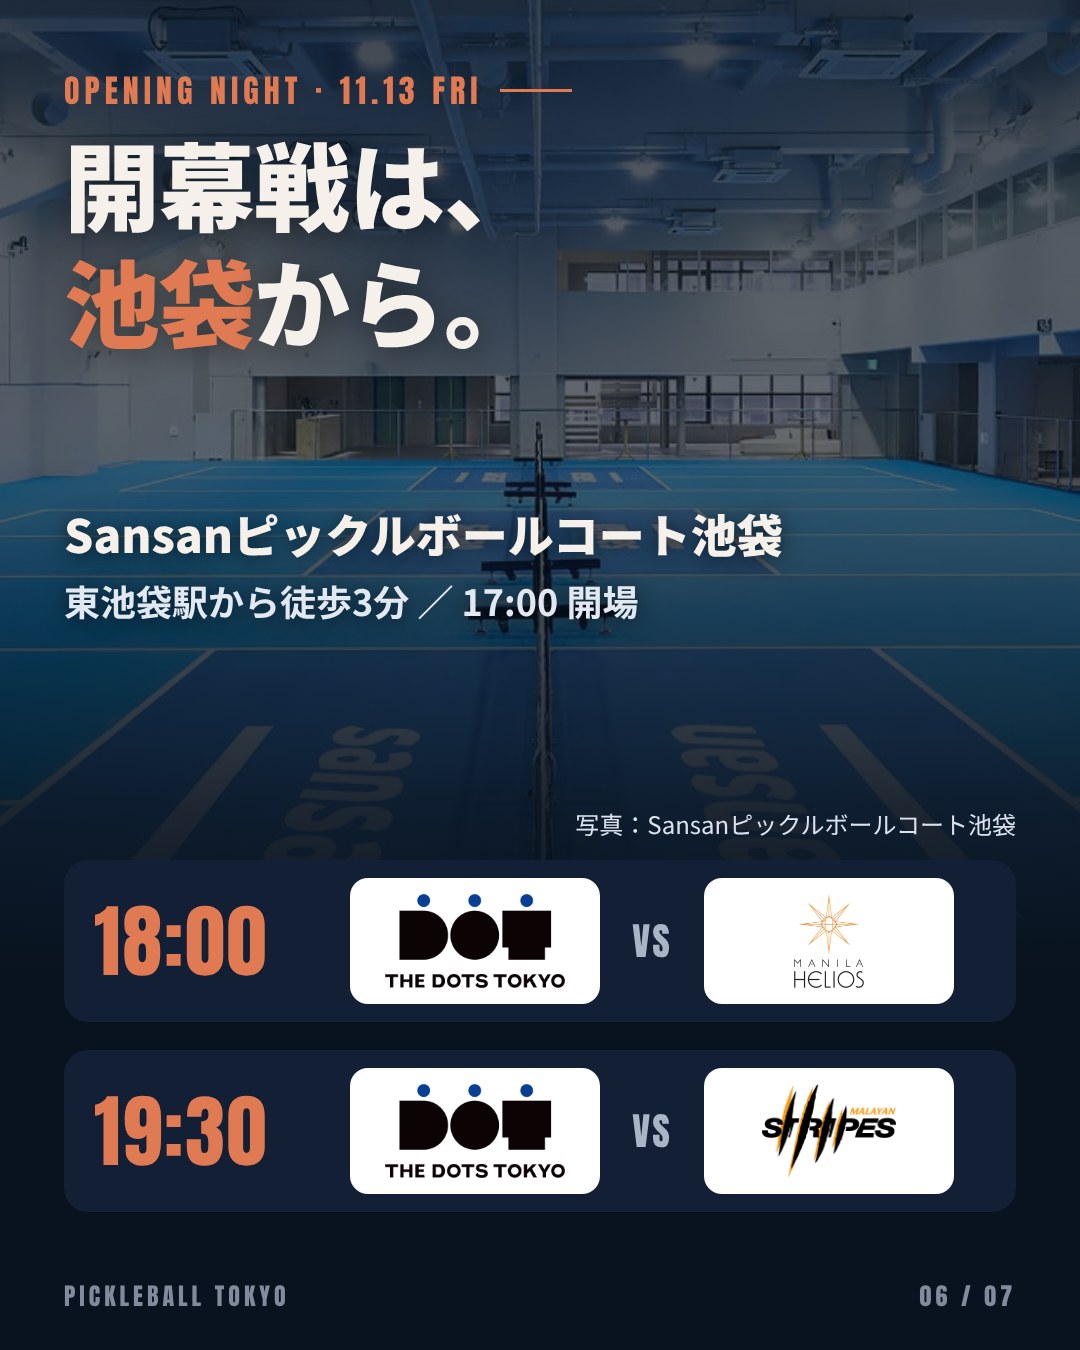 OPENING NIGHT · 11.13 FRI
開幕戦は、
池袋から。
Sansanピックルボールコート池袋
東池袋駅から徒歩3分 ／ 17:00 開場
sansan
sansan
写真：Sansanピックルボールコート池袋
18:00
DOT
THE DOTS TOKYO
VS
MANILA
HELIOS
19:30
DOT
THE DOTS TOKYO
VS
MALAYAN
STRIPES
PICKLEBALL TOKYO
06 / 07